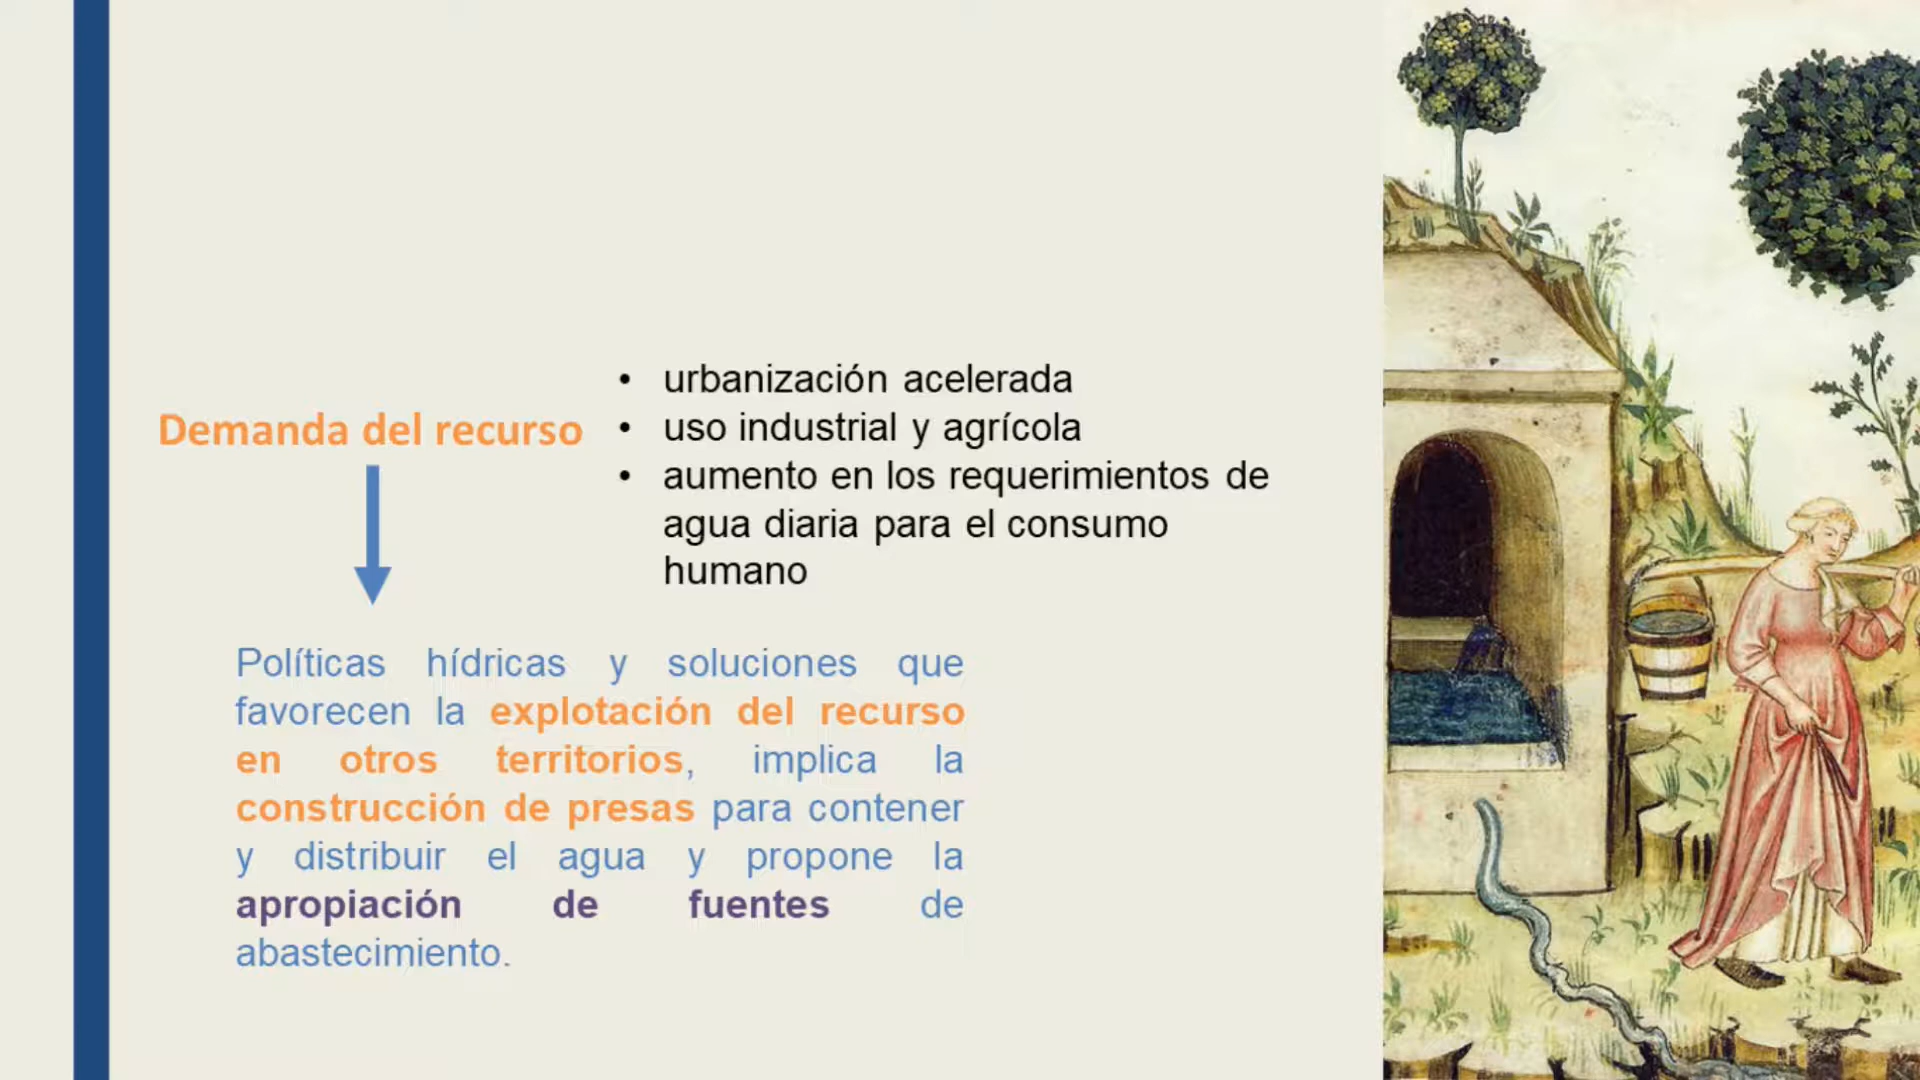 Demanda del recurso
• urbanización acelerada
• uso industrial y agrícola
• aumento en los requerimientos de
agua diaria para el consumo
humano
Políticas hídricas y soluciones que
favorecen la explotación del recurso
en otros territorios, implica la
construcción de presas para contener
y distribuir el agua y propone la
apropiación de fuentes de
abastecimiento.